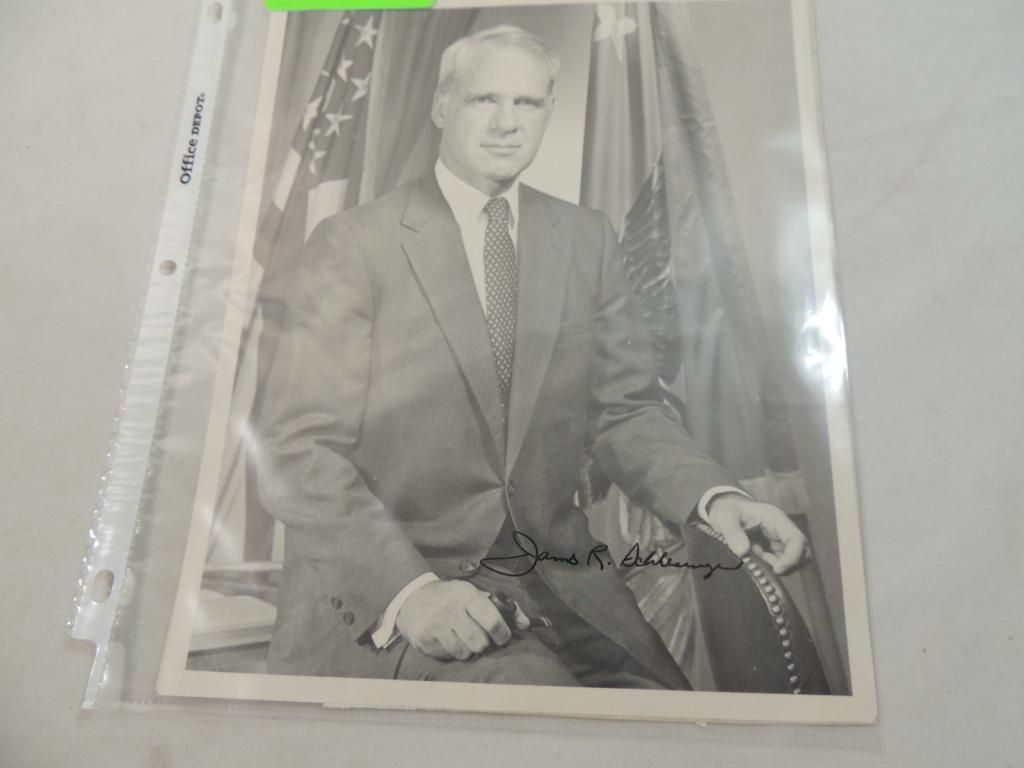 Office DEPOT®
James R. Schlesinger